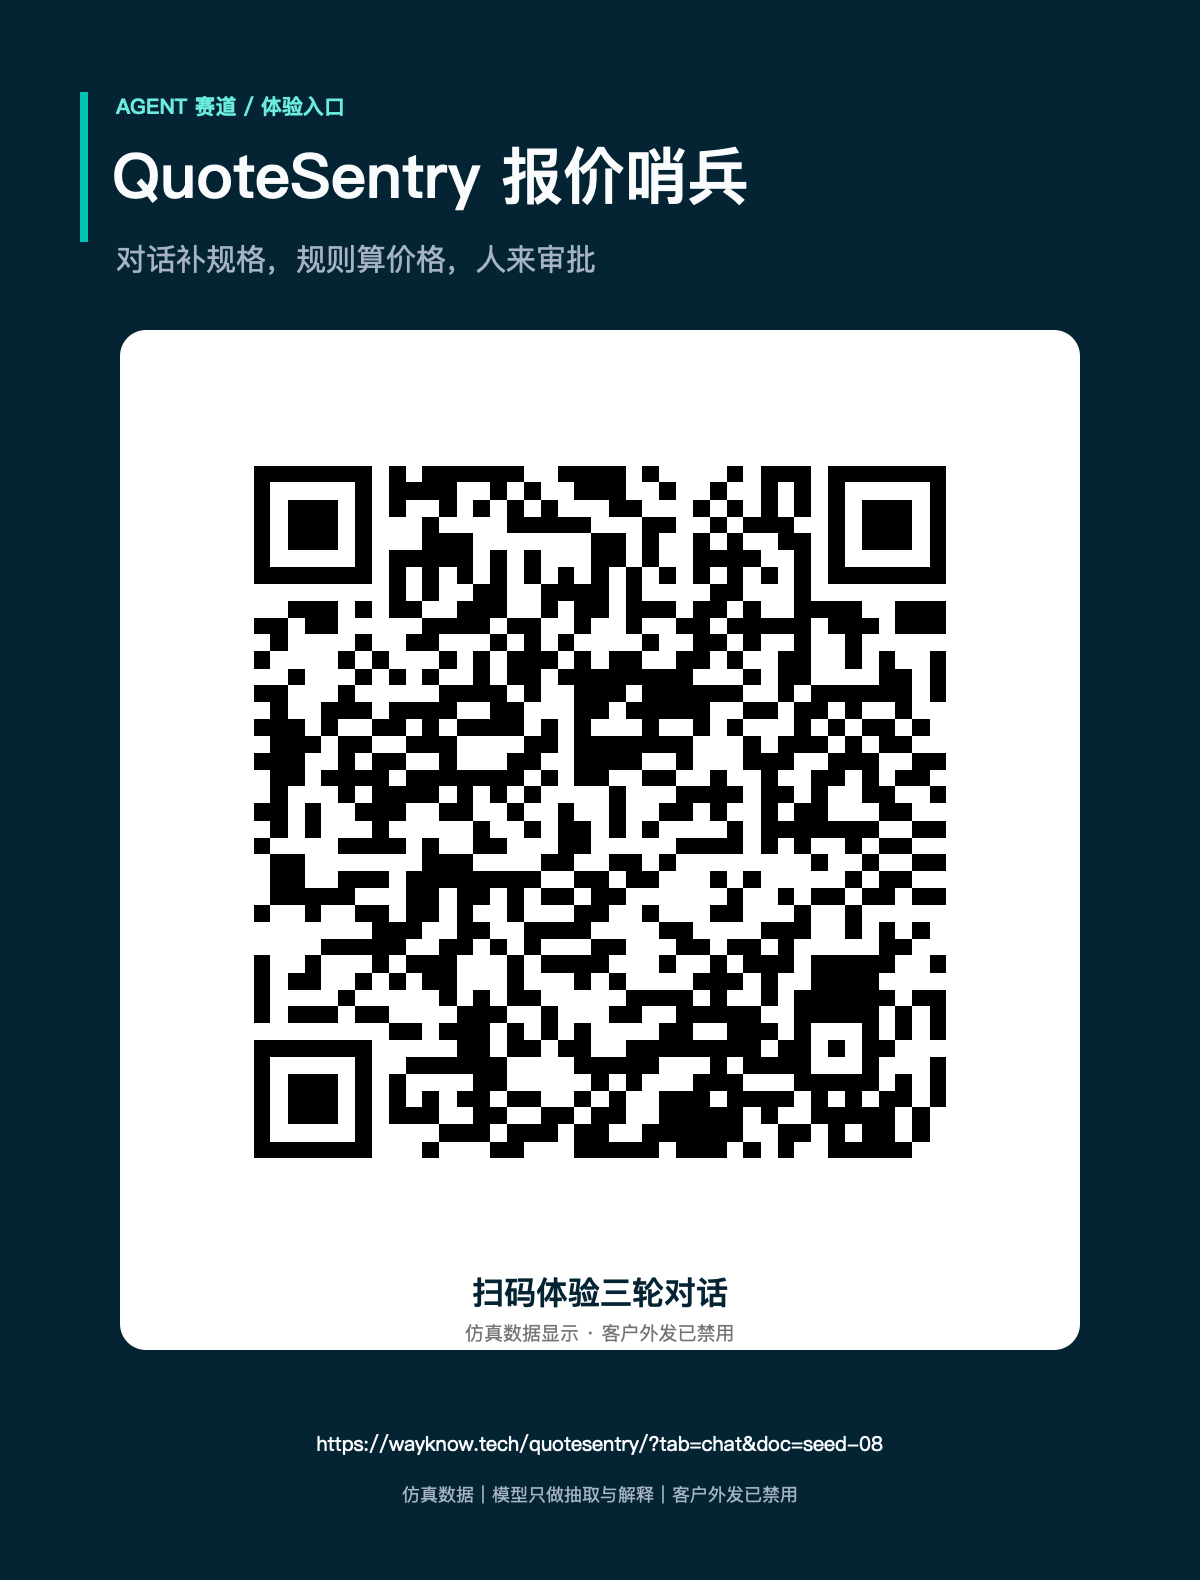 AGENT 赛道 / 体验入口
QuoteSentry 报价哨兵
对话补规格，规则算价格，人来审批
扫码体验三轮对话
仿真数据显示 · 客户外发已禁用
https://wayknow.tech/quotesentry/?tab=chat&doc=seed-08
仿真数据｜模型只做抽取与解释｜客户外发已禁用